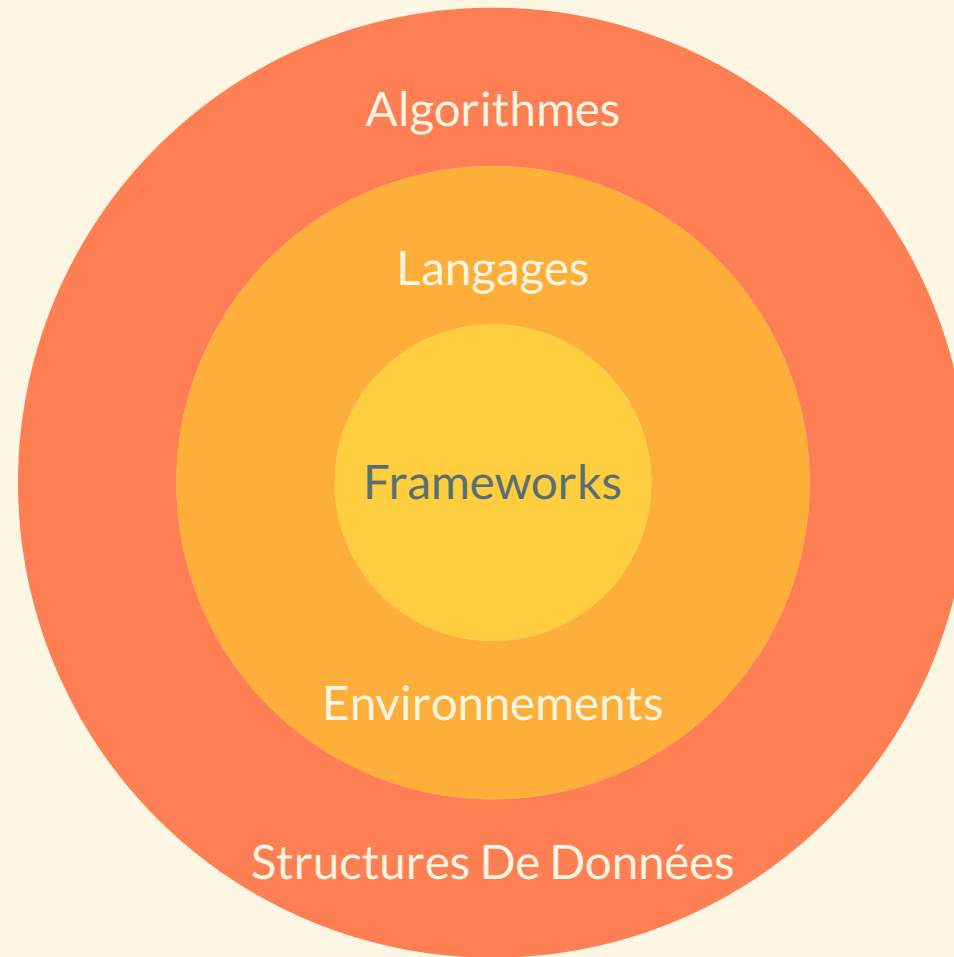 Algorithmes
Langages
Frameworks
Environnements
Structures De Données